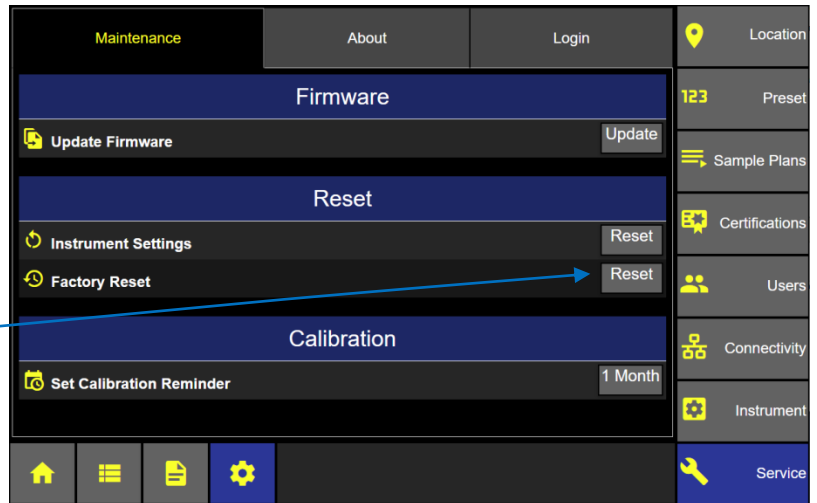 Maintenance
About
Login
Location
Firmware
123 Preset
Update Firmware
Update
Sample Plans
Reset
Certifications
Instrument Settings
Reset
Factory Reset
Reset
Users
Calibration
Connectivity
Set Calibration Reminder
1 Month
Instrument
Service